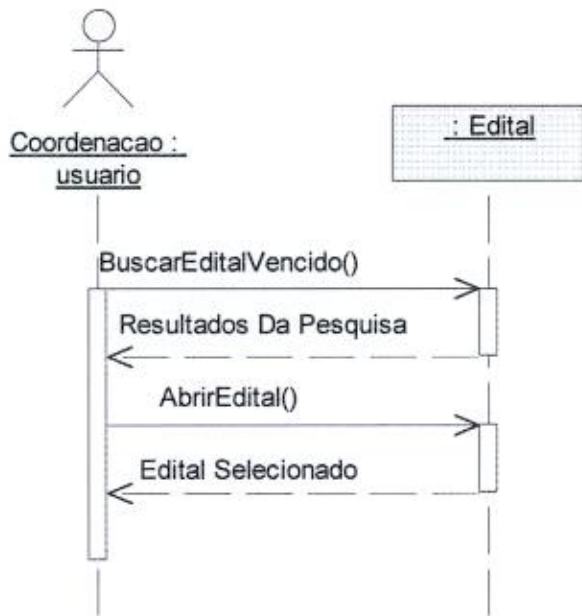 Coordenacao :
usuario
: Edital
BuscarEditalVencido()
Resultados Da Pesquisa
AbrirEdital()
Edital Selecionado